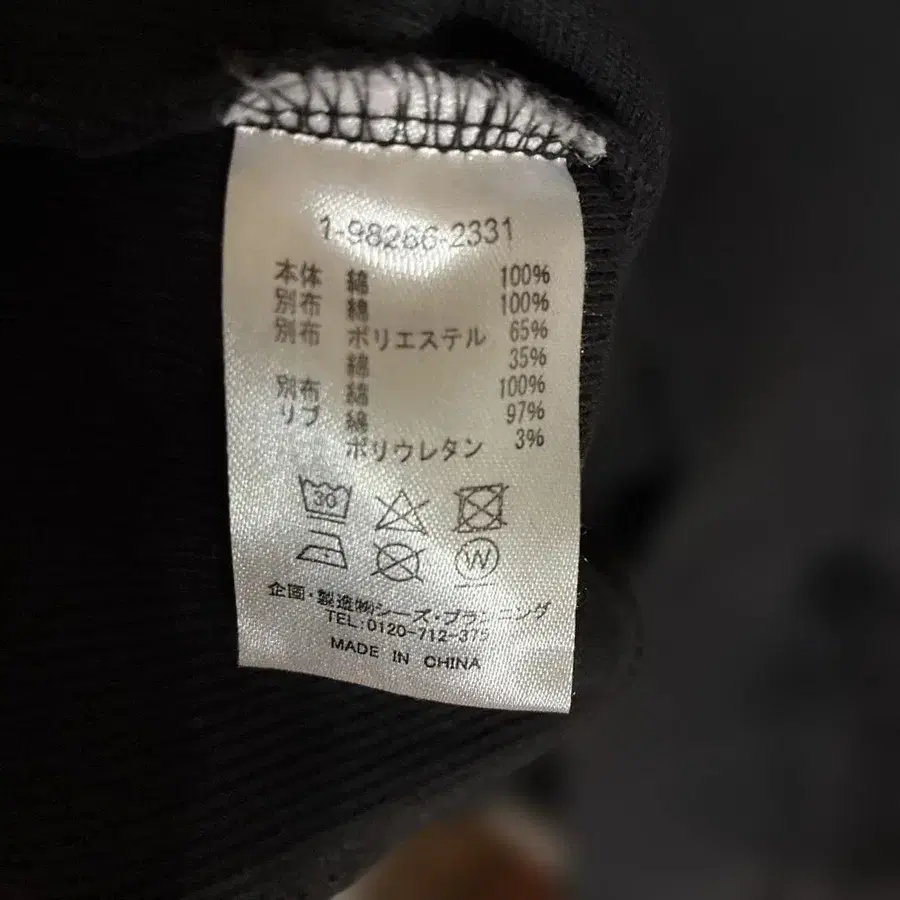 1-98266-2331
本体 綿 100%
別布 綿 100%
別布 ポリエステル 65%
綿 35%
別布 綿 100%
リブ 綿 97%
ポリウレタン 3%
30
W
企画・製造㈱シーズ・プランニング
TEL:0120-712-375
MADE IN CHINA